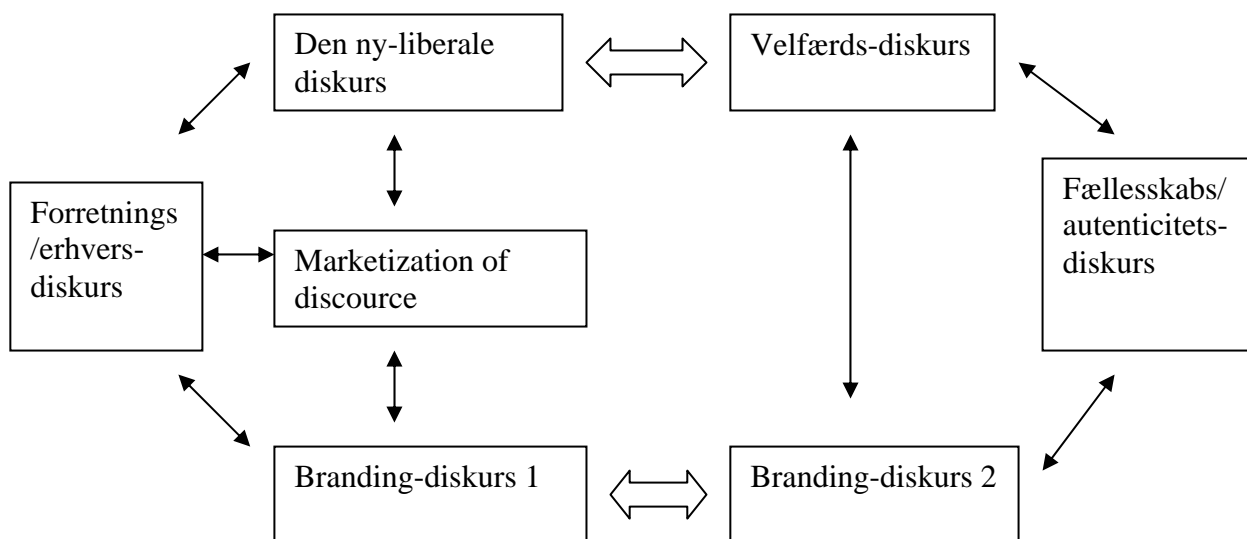 Den ny-liberale
diskurs
Velfærds-diskurs
Forretnings
/erhvers-
diskurs
Marketization of
discource
Fællesskabs/
autenticitets-
diskurs
Branding-diskurs 1
Branding-diskurs 2